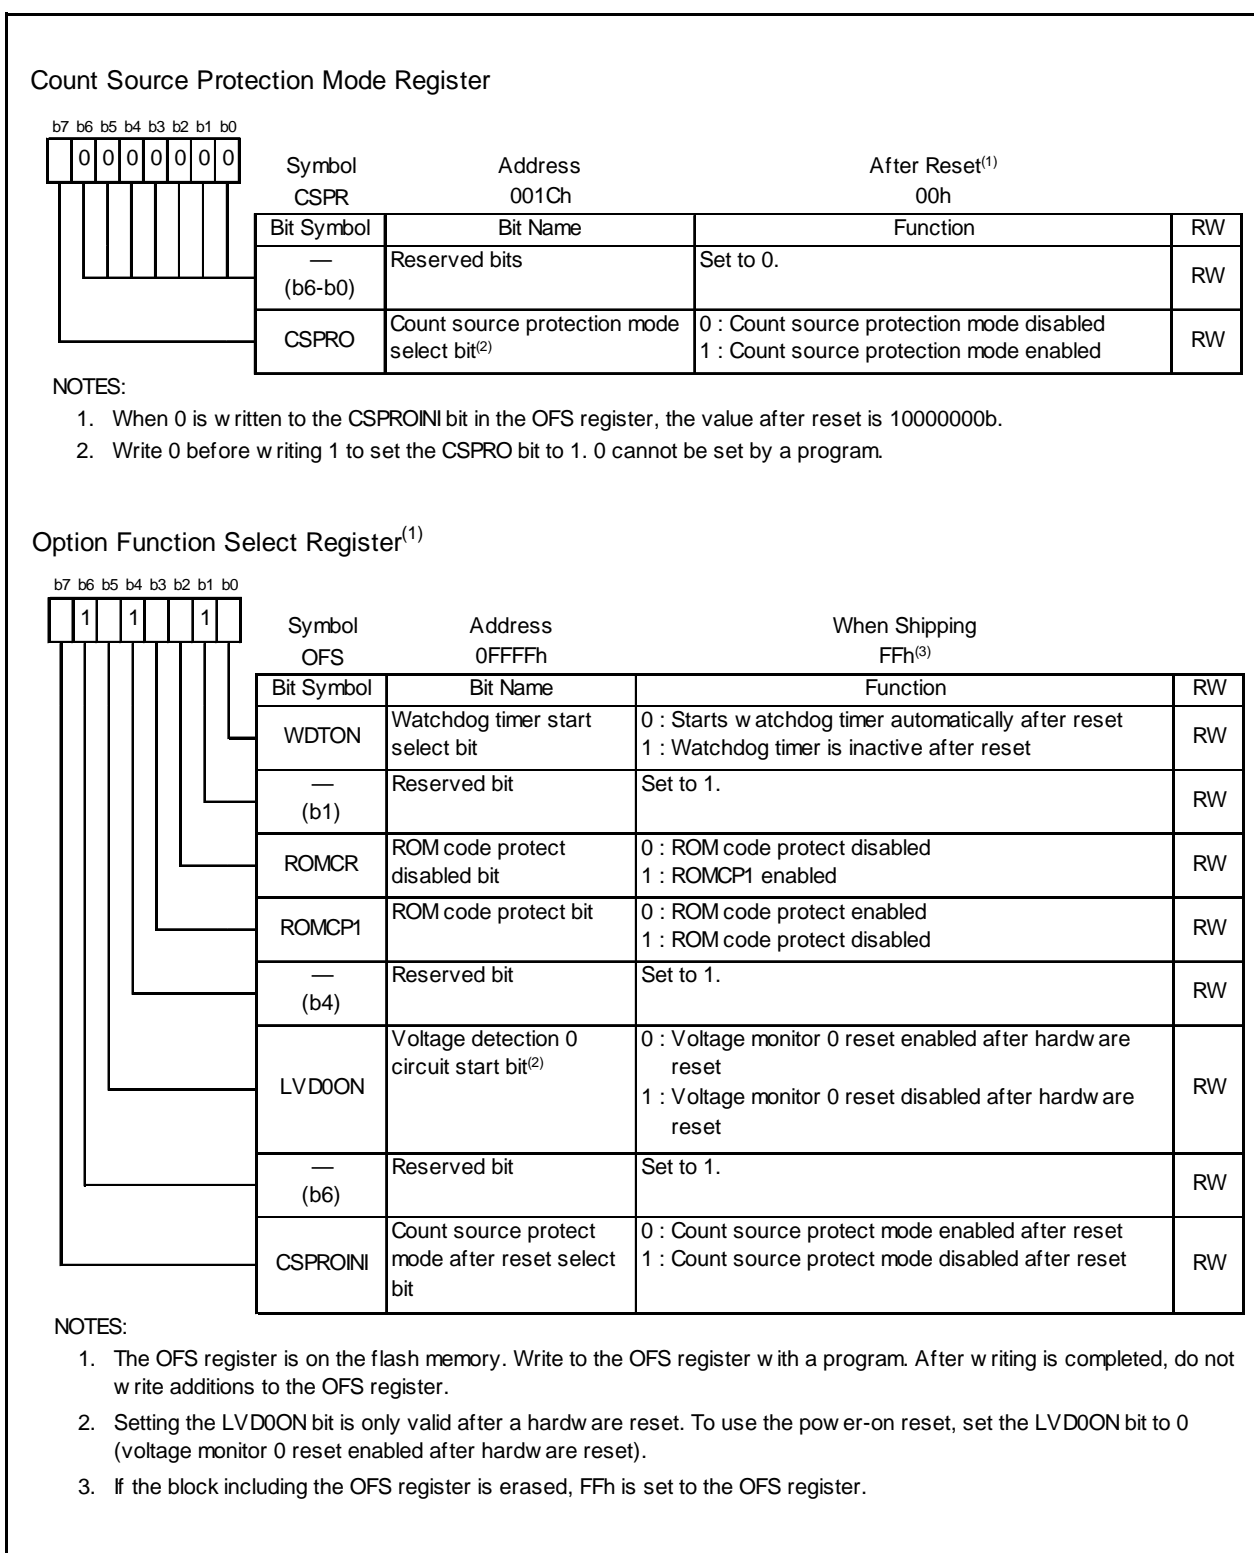 Count Source Protection Mode Register
b7 b6 b5 b4 b3 b2 b1 b0
0 0 0 0 0 0 0
Symbol Address After Reset(1)
CSPR 001Ch 00h
Bit Symbol Bit Name Function RW
— (b6-b0) Reserved bits Set to 0. RW
CSPRO Count source protection mode select bit(2) 0 : Count source protection mode disabled
1 : Count source protection mode enabled RW
NOTES:
1. When 0 is written to the CSPROINI bit in the OFS register, the value after reset is 10000000b.
2. Write 0 before writing 1 to set the CSPRO bit to 1. 0 cannot be set by a program.
Option Function Select Register(1)
b7 b6 b5 b4 b3 b2 b1 b0
1 1 1
Symbol Address When Shipping
OFS 0FFFFh FFh(3)
Bit Symbol Bit Name Function RW
WDTON Watchdog timer start select bit 0 : Starts watchdog timer automatically after reset
1 : Watchdog timer is inactive after reset RW
— (b1) Reserved bit Set to 1. RW
ROMCR ROM code protect disabled bit 0 : ROM code protect disabled
1 : ROMCP1 enabled RW
ROMCP1 ROM code protect bit 0 : ROM code protect enabled
1 : ROM code protect disabled RW
— (b4) Reserved bit Set to 1. RW
LVD0ON Voltage detection 0 circuit start bit(2) 0 : Voltage monitor 0 reset enabled after hardware
reset
1 : Voltage monitor 0 reset disabled after hardware
reset RW
— (b6) Reserved bit Set to 1. RW
CSPROINI Count source protect mode after reset select bit 0 : Count source protect mode enabled after reset
1 : Count source protect mode disabled after reset RW
NOTES:
1. The OFS register is on the flash memory. Write to the OFS register with a program. After writing is completed, do not
write additions to the OFS register.
2. Setting the LVD0ON bit is only valid after a hardware reset. To use the power-on reset, set the LVD0ON bit to 0
(voltage monitor 0 reset enabled after hardware reset).
3. If the block including the OFS register is erased, FFh is set to the OFS register.